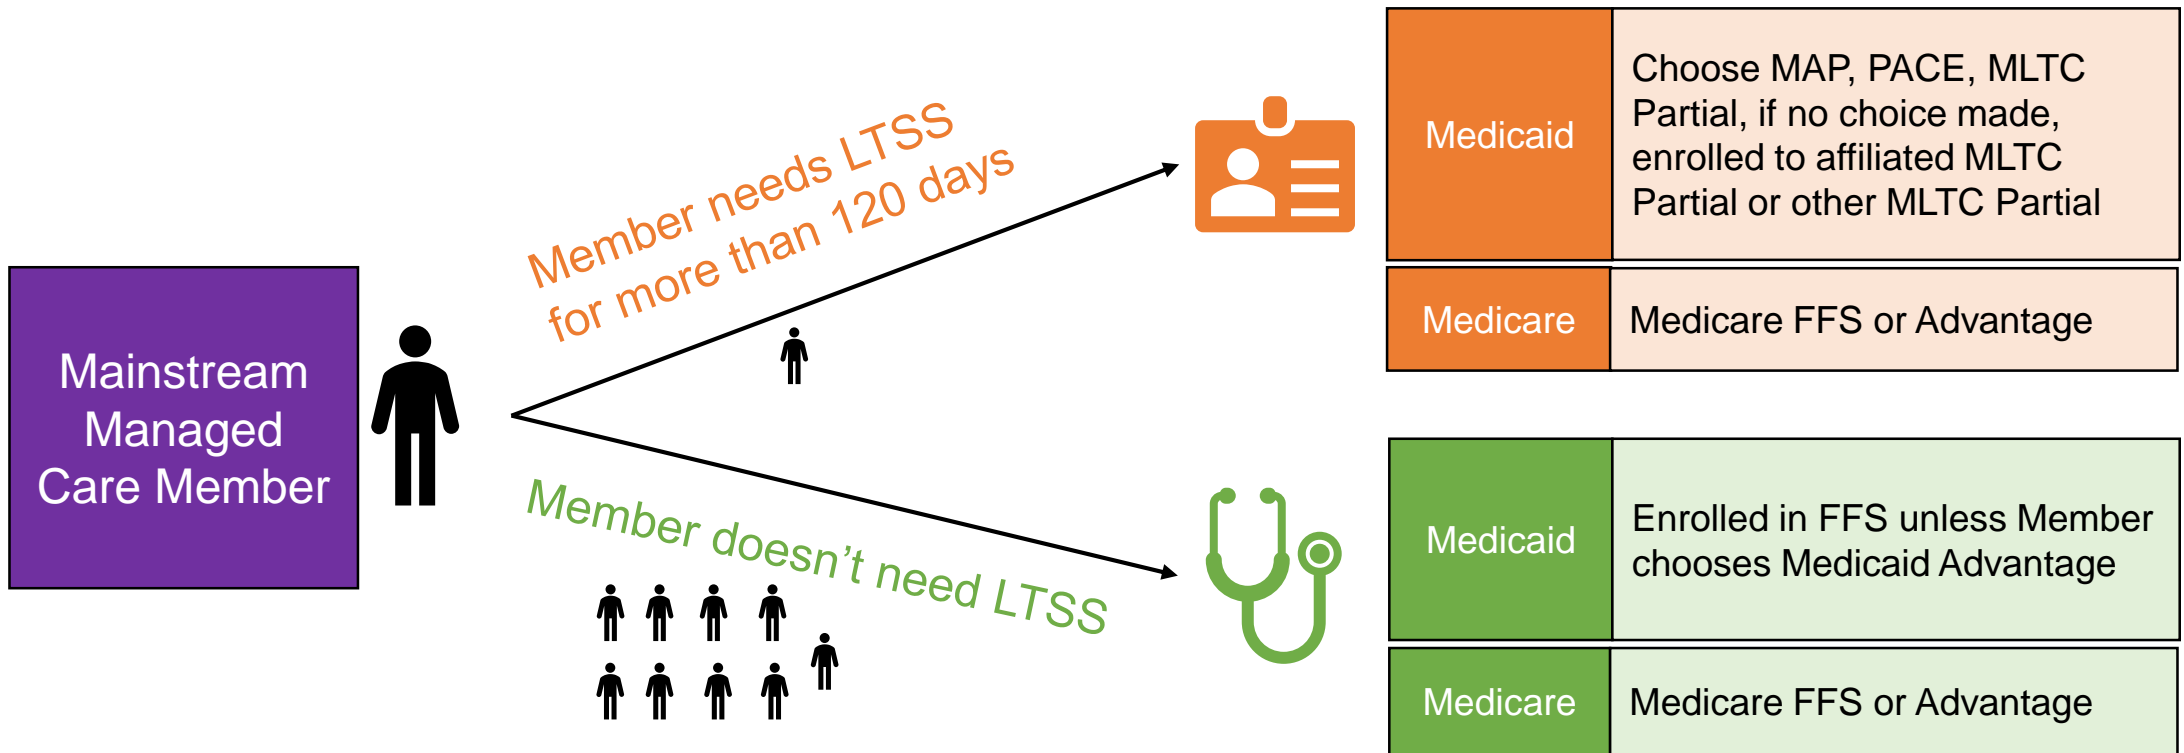 Mainstream
Managed
Care Member
Member needs LTSS
for more than 120 days
Medicaid
Choose MAP, PACE, MLTC
Partial, if no choice made,
enrolled to affiliated MLTC
Partial or other MLTC Partial
Medicare
Medicare FFS or Advantage
Member doesn’t need LTSS
Medicaid
Enrolled in FFS unless Member
chooses Medicaid Advantage
Medicare
Medicare FFS or Advantage